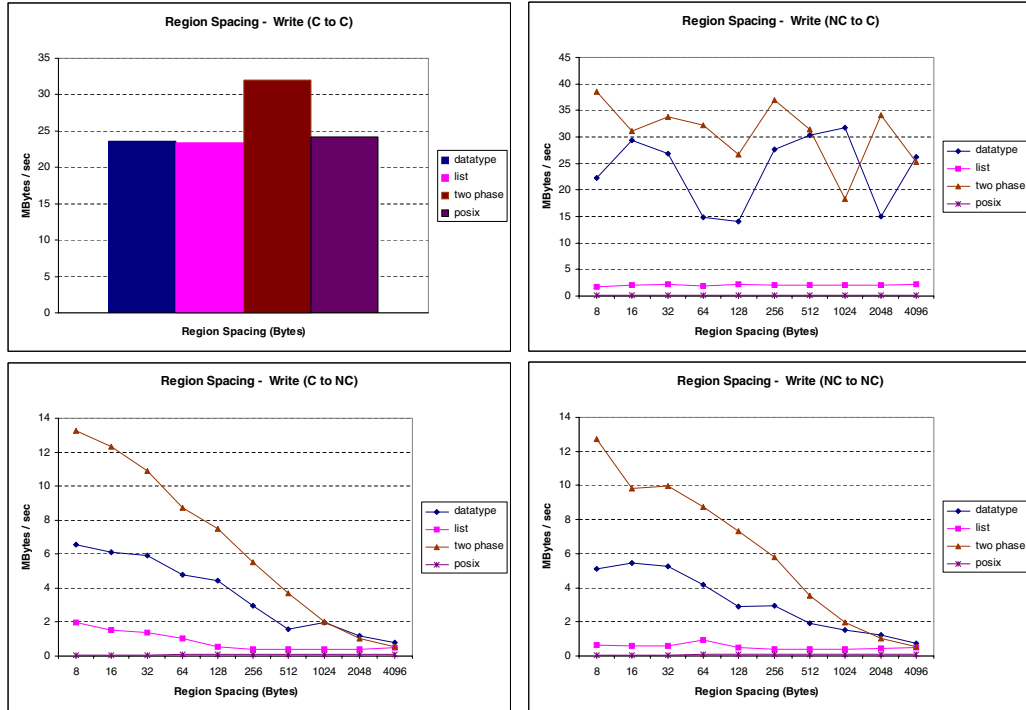 Region Spacing - Write (C to C)
35
30
25
20
15
10
5
0
MBytes / sec
Region Spacing (Bytes)
datatype
list
two phase
posix
Region Spacing - Write (NC to C)
45
40
35
30
25
20
15
10
5
0
MBytes / sec
8 16 32 64 128 256 512 1024 2048 4096
Region Spacing (Bytes)
datatype
list
two phase
posix
Region Spacing - Write (C to NC)
14
12
10
8
6
4
2
0
MBytes / sec
8 16 32 64 128 256 512 1024 2048 4096
Region Spacing (Bytes)
datatype
list
two phase
posix
Region Spacing - Write (NC to NC)
14
12
10
8
6
4
2
0
MBytes / sec
8 16 32 64 128 256 512 1024 2048 4096
Region Spacing (Bytes)
datatype
list
two phase
posix